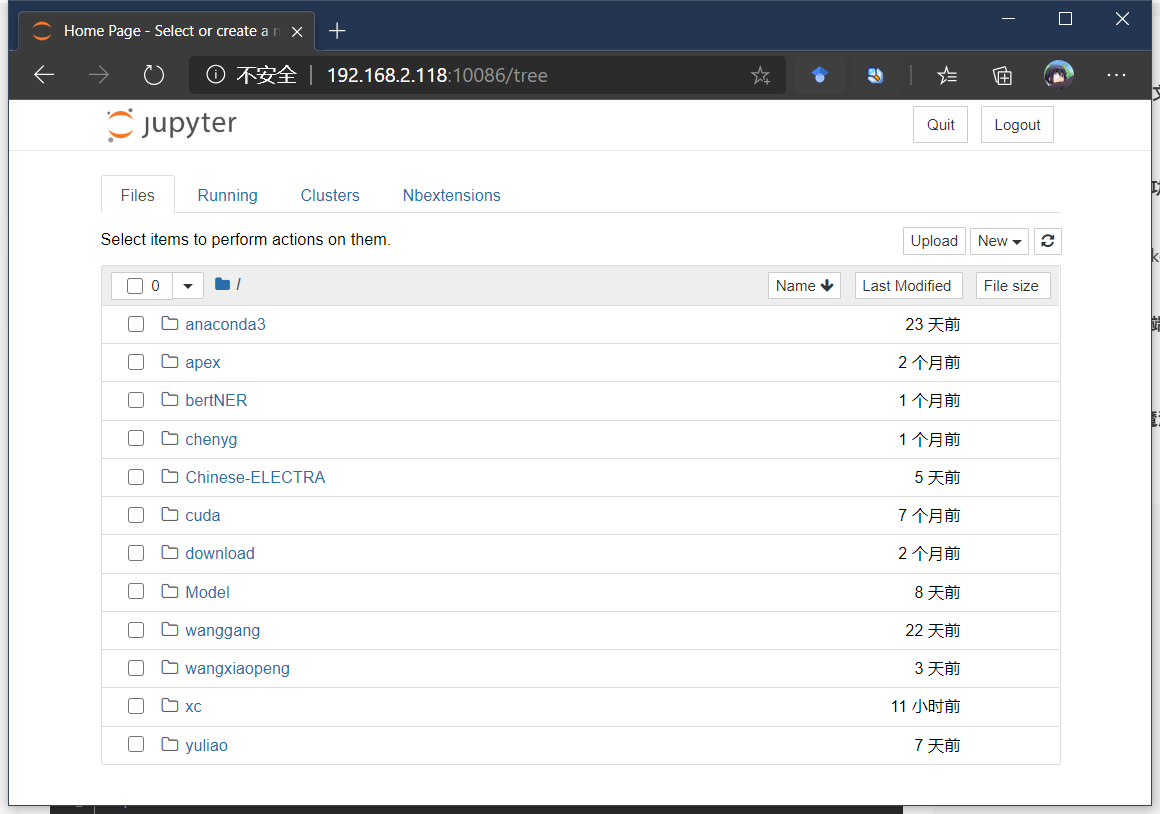 Home Page - Select or create a n
不安全 | 192.168.2.118:10086/tree
jupyter
Quit Logout
Files Running Clusters Nbextensions
Select items to perform actions on them.
Upload New
0 / Name Last Modified File size
anaconda3 23 天前
apex 2 个月前
bertNER 1 个月前
chenyg 1 个月前
Chinese-ELECTRA 5 天前
cuda 7 个月前
download 2 个月前
Model 8 天前
wanggang 22 天前
wangxiaopeng 3 天前
xc 11 小时前
yuliao 7 天前